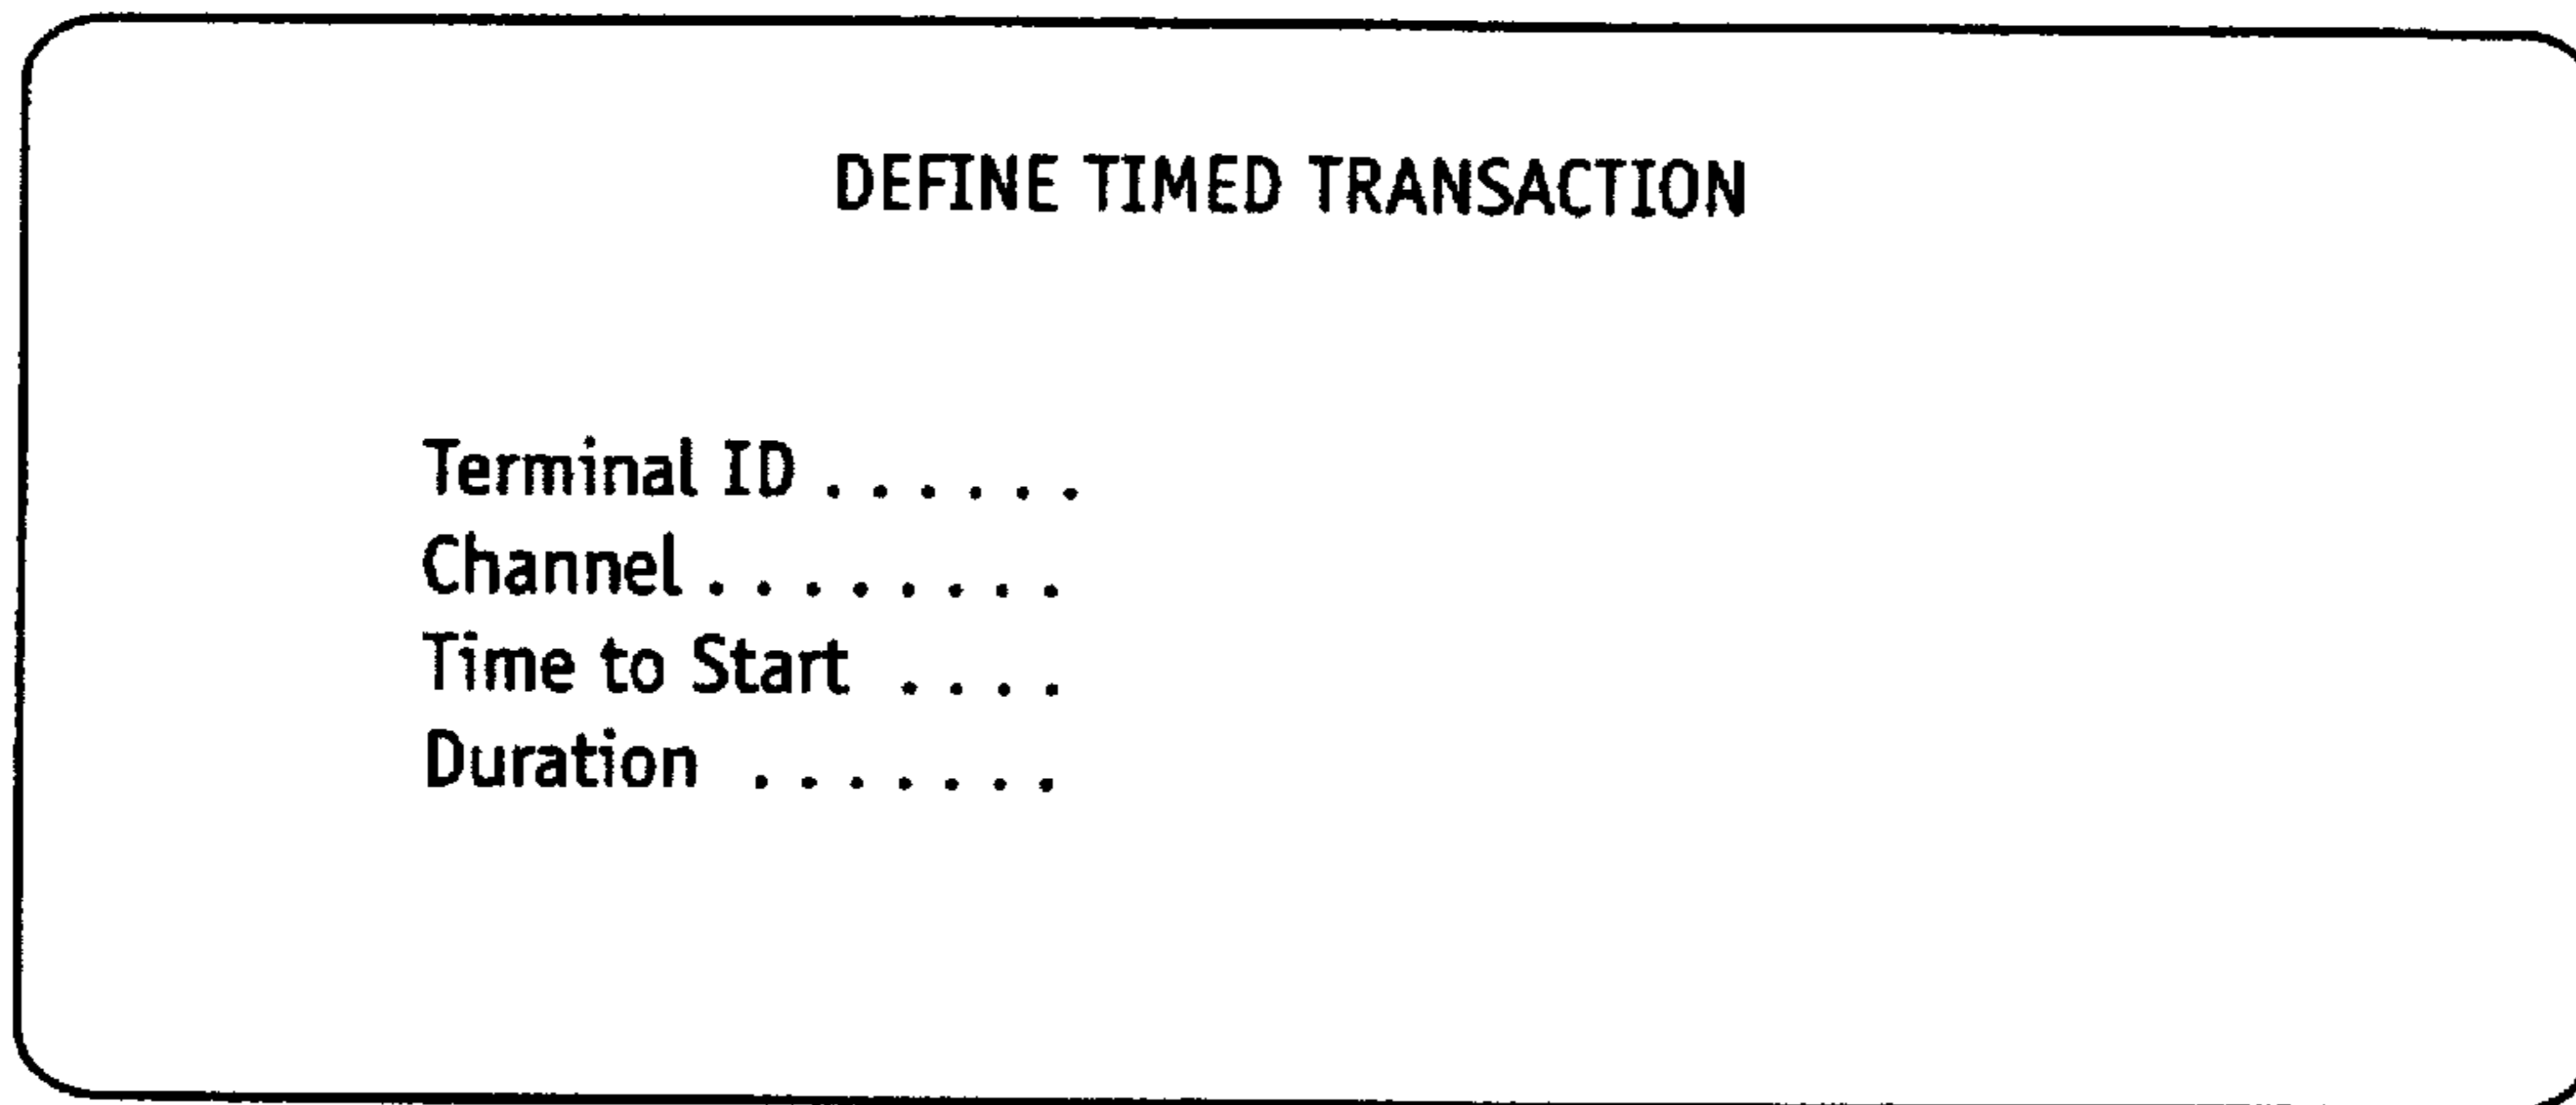 DEFINE TIMED TRANSACTION
Terminal ID . . . . . .
Channel . . . . . . . .
Time to Start . . . .
Duration . . . . . . .